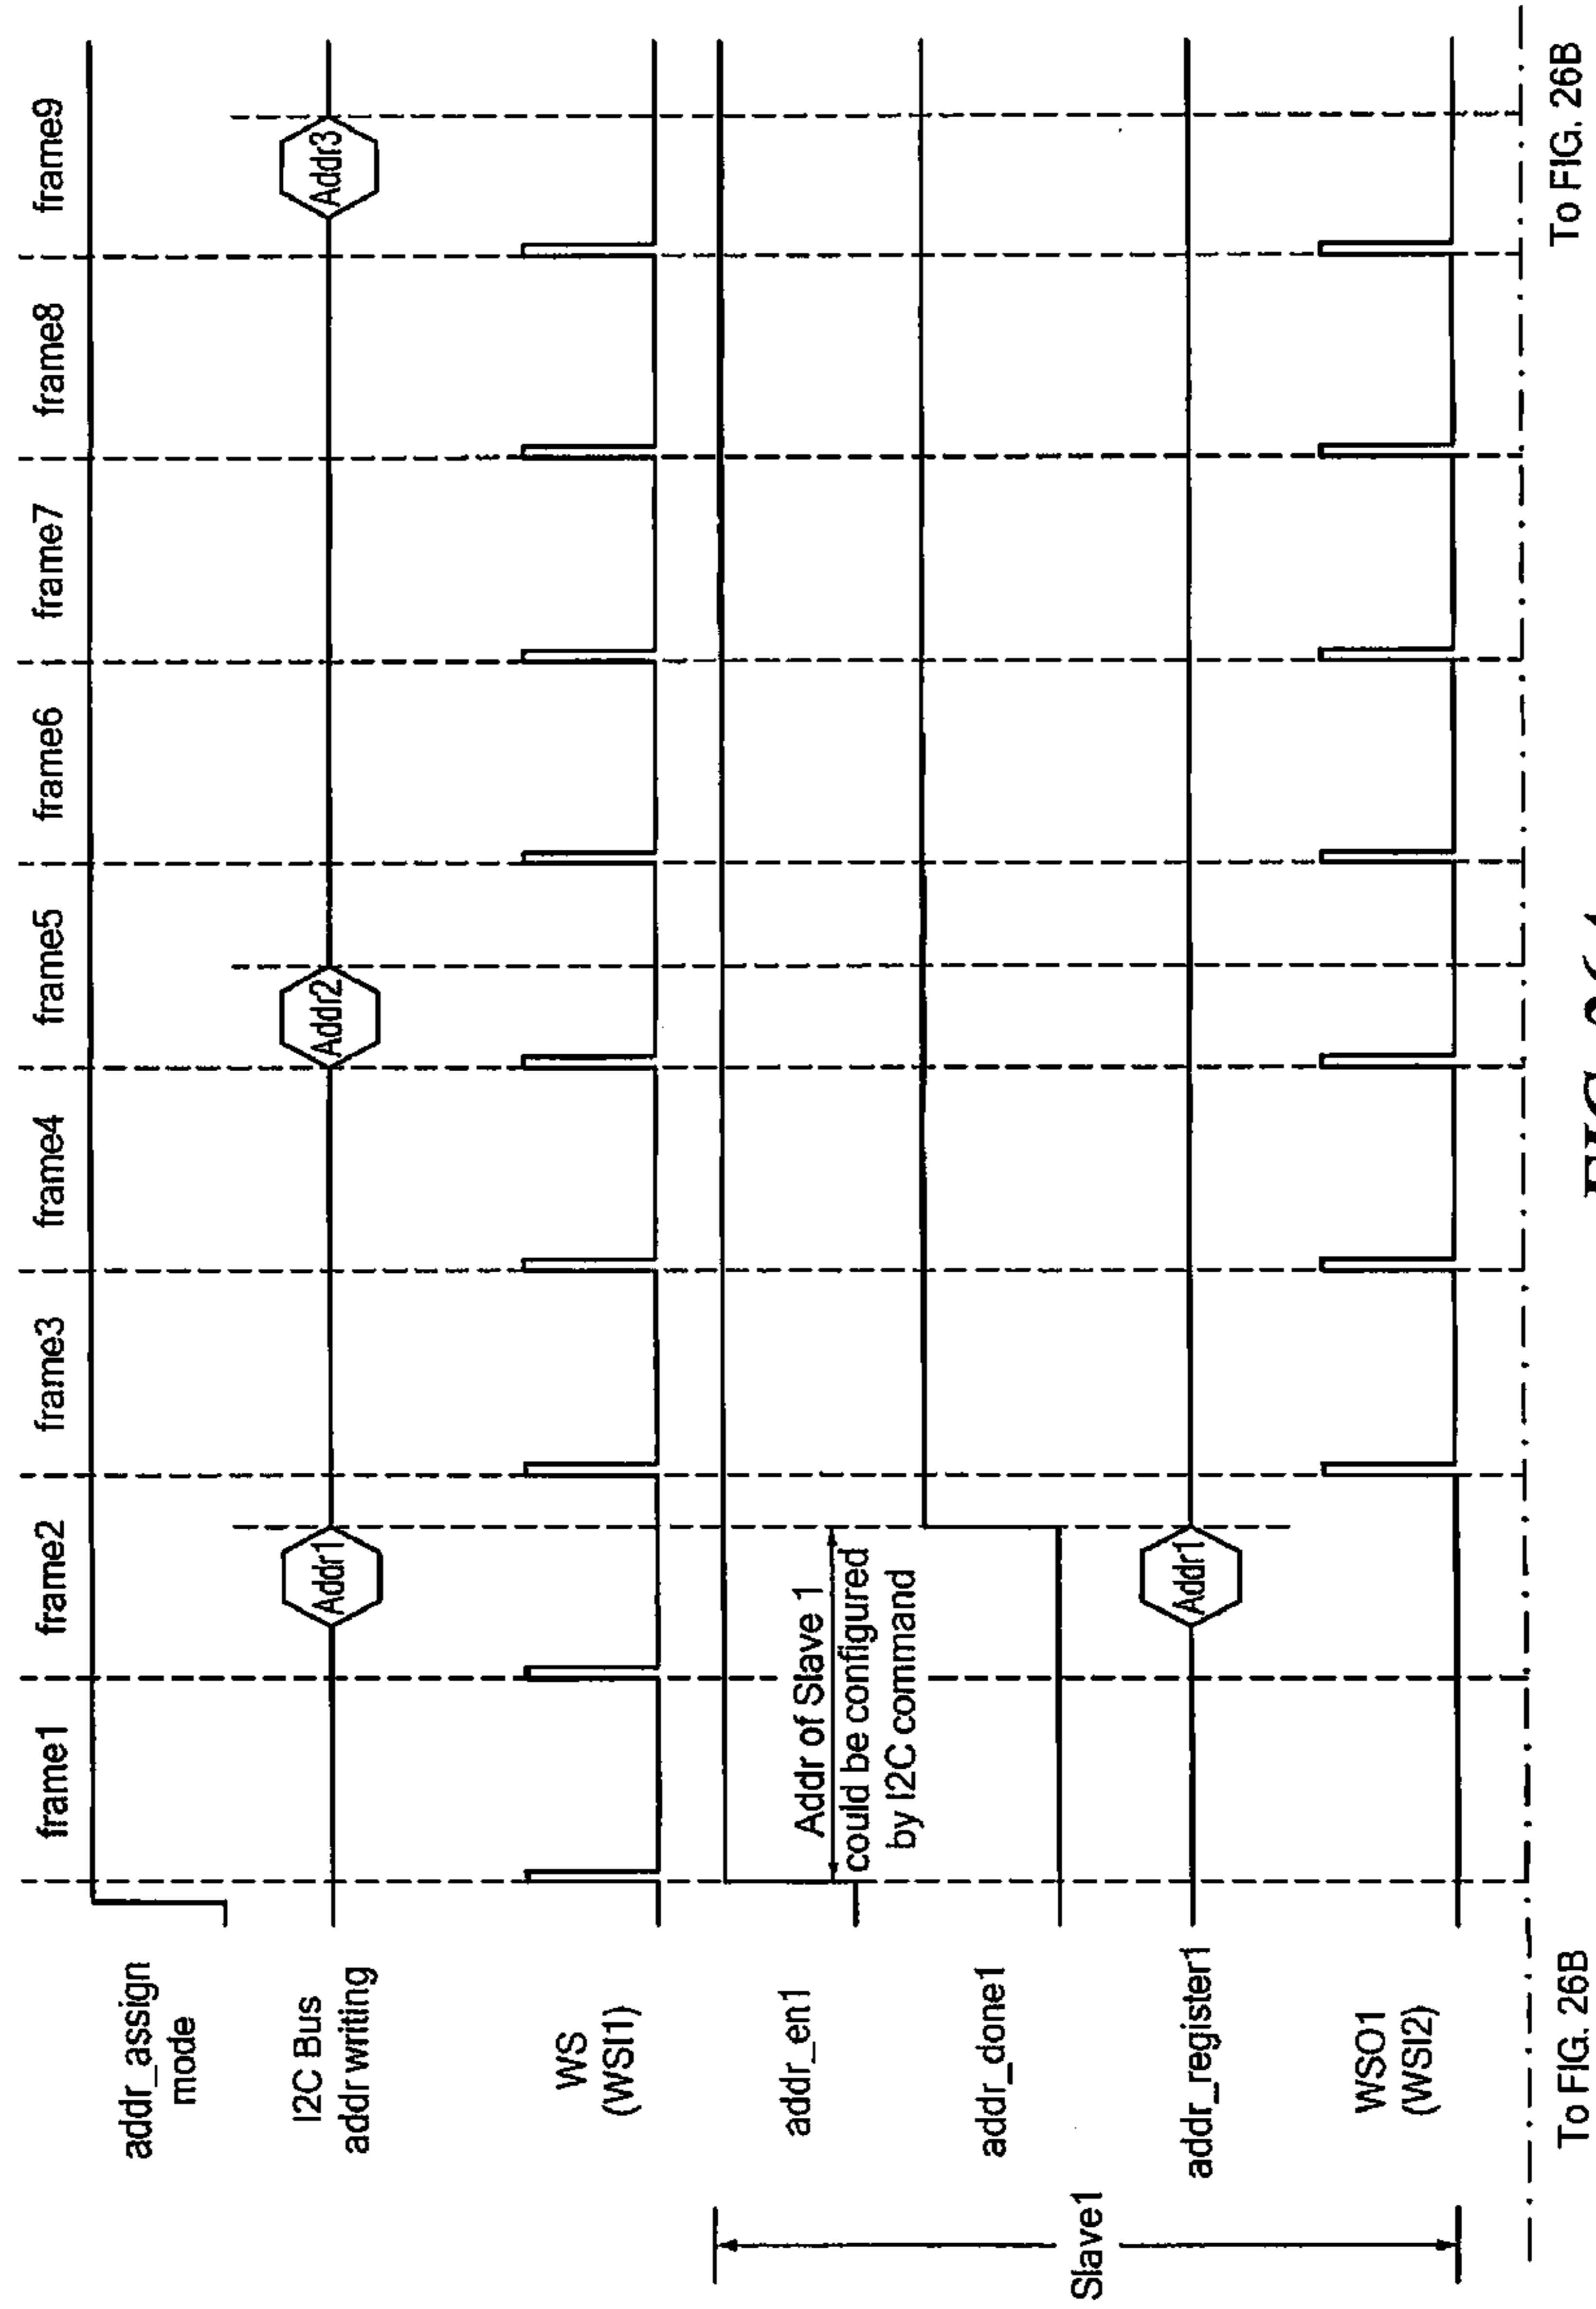 frame1 frame2 frame3 frame4 frame5 frame6 frame7 frame8 frame9
addr_assign
mode
I2C Bus
addr writing
Addr1 Addr2 Addr3
WS
(WSI1)
Slave1
addr_en1
Addr of Slave 1
could be configured
by I2C command
addr_done1
addr_register1
Addr1
WSO1
(WSI2)
To FIG. 26B To FIG. 26B